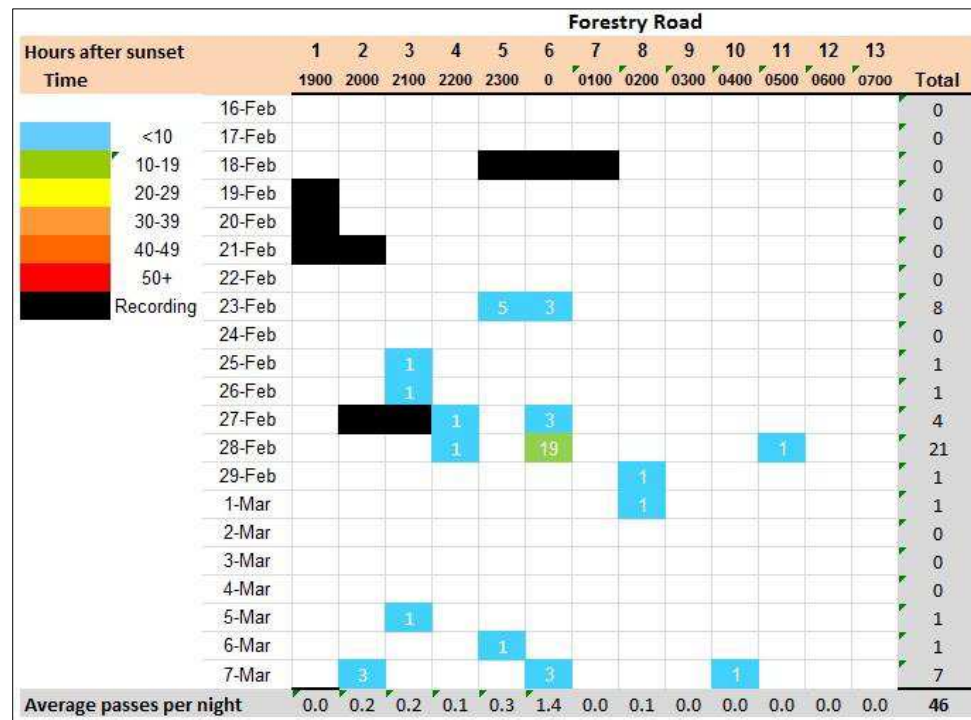 Forestry Road
Hours after sunset 1 2 3 4 5 6 7 8 9 10 11 12 13
Time 1900 2000 2100 2200 2300 0 0100 0200 0300 0400 0500 0600 0700 Total
16-Feb 0
<10 17-Feb 0
10-19 18-Feb 0
20-29 19-Feb 0
30-39 20-Feb 0
40-49 21-Feb 0
50+ 22-Feb 0
Recording 23-Feb 5 3 8
24-Feb 0
25-Feb 1 1
26-Feb 1 1
27-Feb 1 3 4
28-Feb 1 19 1 21
29-Feb 1 1
1-Mar 1 1
2-Mar 0
3-Mar 0
4-Mar 0
5-Mar 1 1
6-Mar 1 1
7-Mar 3 3 1 7
Average passes per night 0.0 0.2 0.2 0.1 0.3 1.4 0.0 0.1 0.0 0.0 0.0 0.0 0.0 46